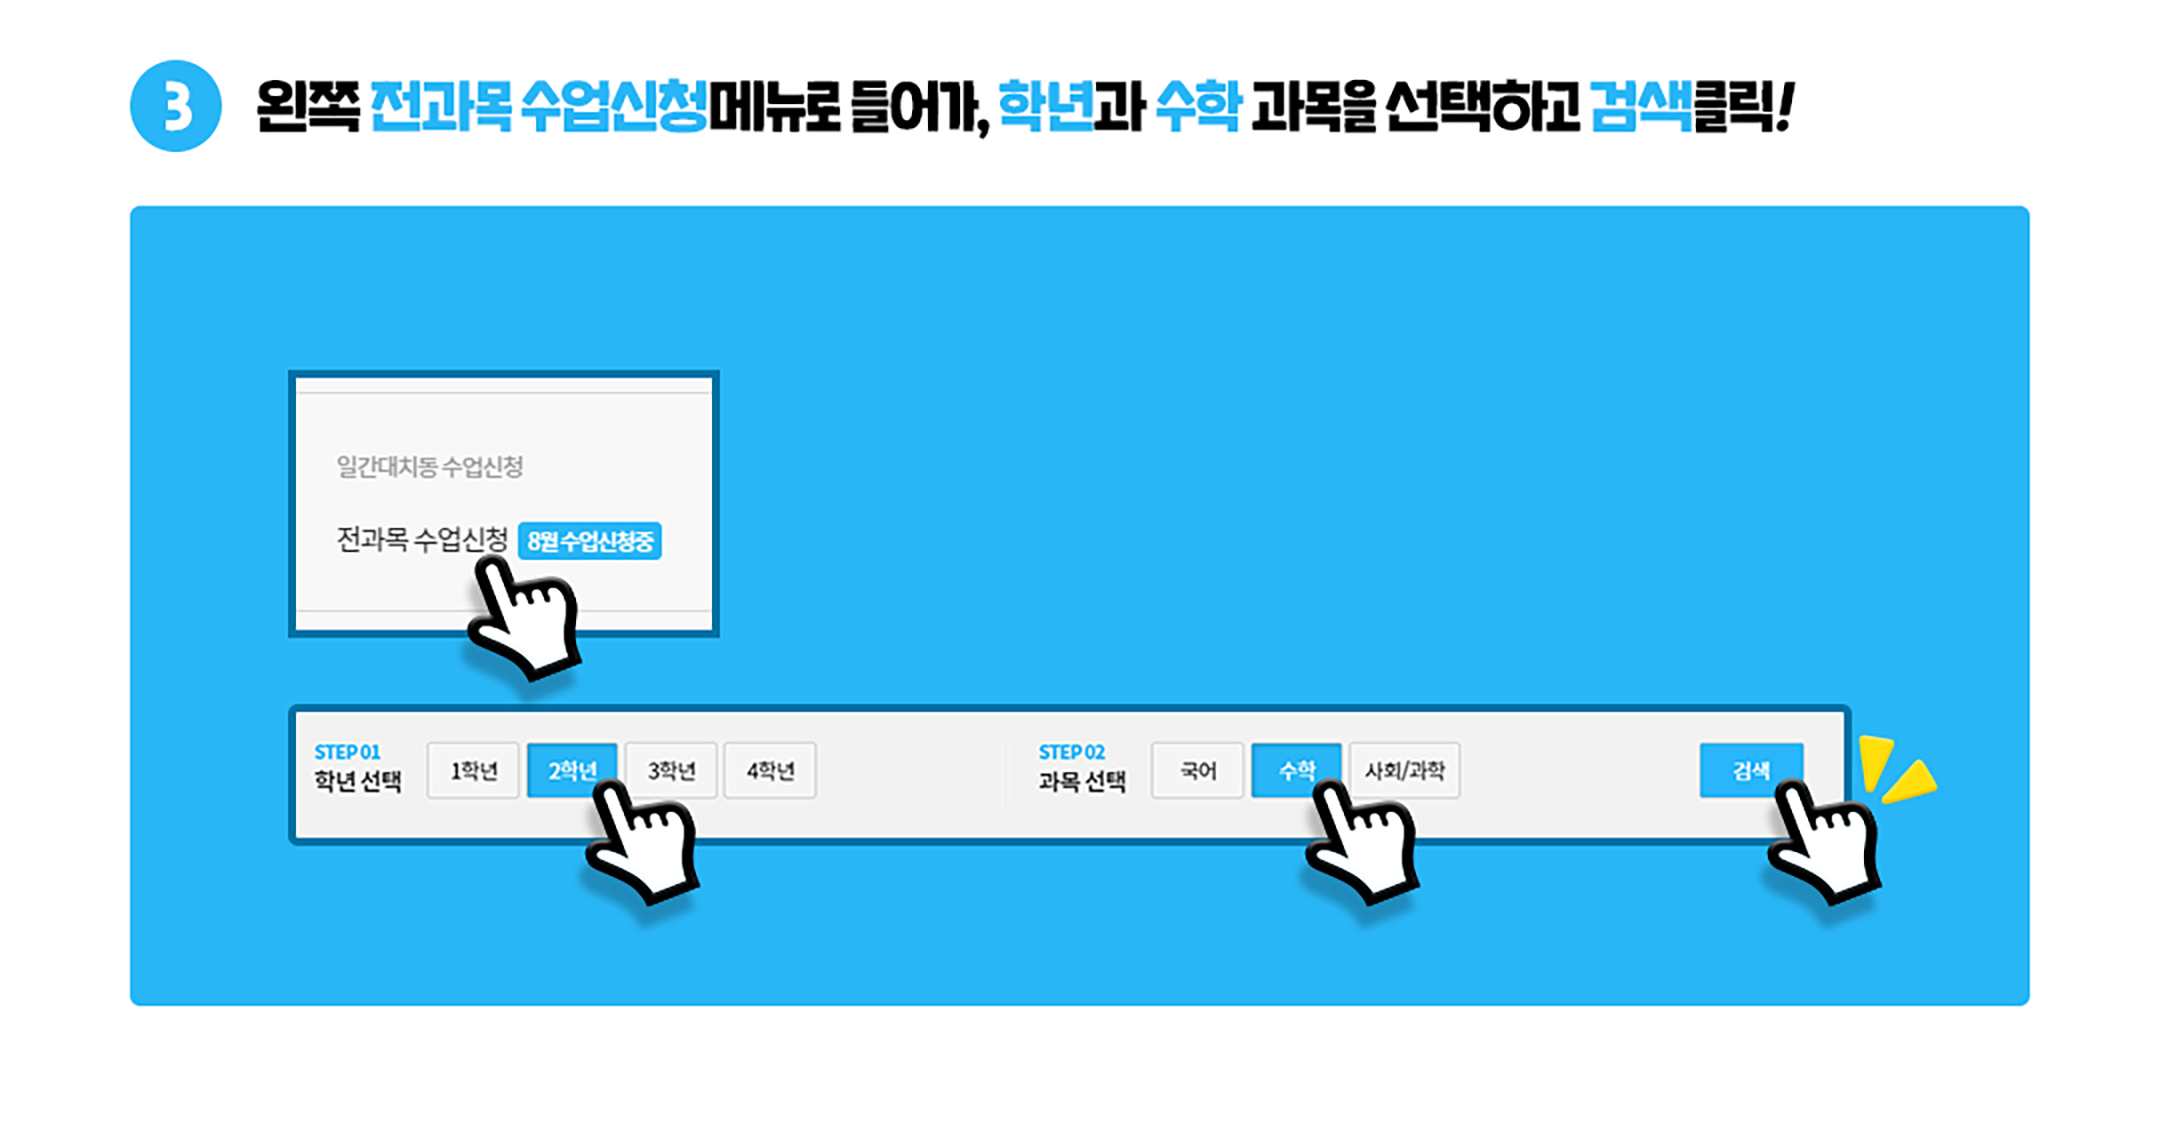 3 왼쪽 전과목 수업신청메뉴로 들어가, 학년과 수학 과목을 선택하고 검색클릭!
일간대치동 수업신청
전과목 수업신청 8월 수업신청중
STEP 01
학년 선택
1학년 2학년 3학년 4학년
STEP 02
과목 선택
국어 수학 사회/과학
검색